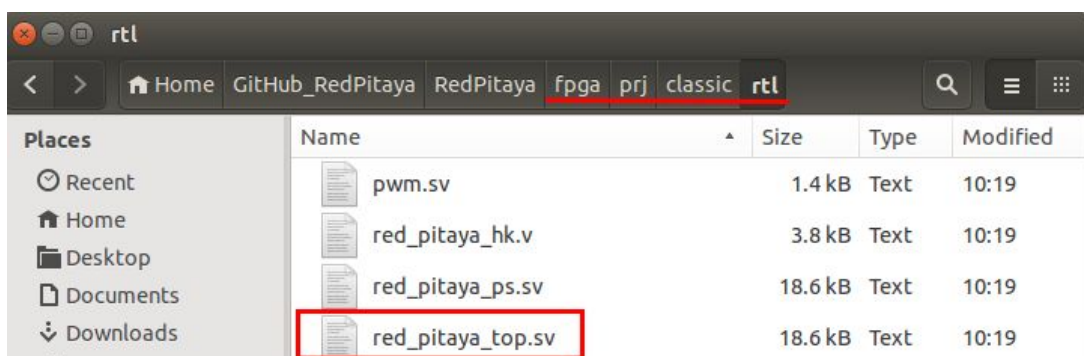 rtl
Home GitHub_RedPitaya RedPitaya fpga prj classic rtl
Places
Recent
Home
Desktop
Documents
Downloads
Name Size Type Modified
pwm.sv 1.4 kB Text 10:19
red_pitaya_hk.v 3.8 kB Text 10:19
red_pitaya_ps.sv 18.6 kB Text 10:19
red_pitaya_top.sv 18.6 kB Text 10:19